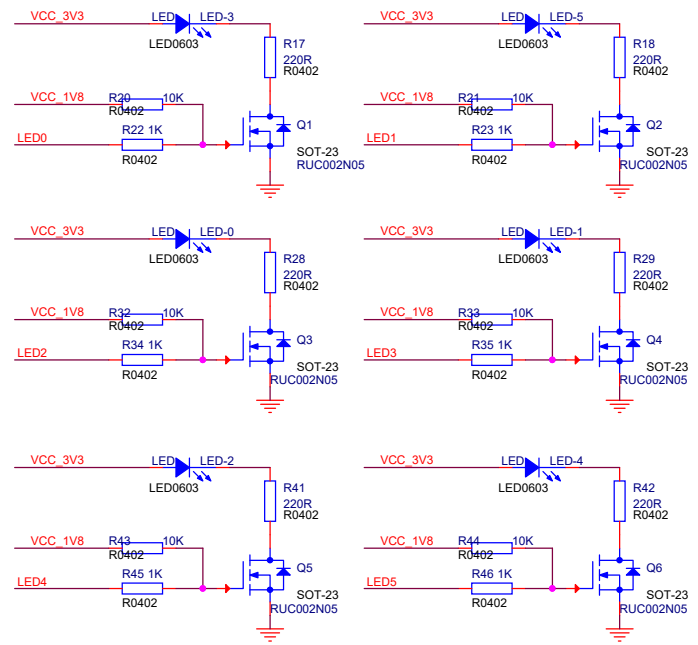 VCC_3V3 LED LED-3
LED0603
R17
220R
R0402
VCC_1V8 R20 10K
R0402
LED0 R22 1K
R0402
Q1
SOT-23
RUC002N05
VCC_3V3 LED LED-5
LED0603
R18
220R
R0402
VCC_1V8 R21 10K
R0402
LED1 R23 1K
R0402
Q2
SOT-23
RUC002N05
VCC_3V3 LED LED-0
LED0603
R28
220R
R0402
VCC_1V8 R32 10K
R0402
LED2 R34 1K
R0402
Q3
SOT-23
RUC002N05
VCC_3V3 LED LED-1
LED0603
R29
220R
R0402
VCC_1V8 R33 10K
R0402
LED3 R35 1K
R0402
Q4
SOT-23
RUC002N05
VCC_3V3 LED LED-2
LED0603
R41
220R
R0402
VCC_1V8 R43 10K
R0402
LED4 R45 1K
R0402
Q5
SOT-23
RUC002N05
VCC_3V3 LED LED-4
LED0603
R42
220R
R0402
VCC_1V8 R44 10K
R0402
LED5 R46 1K
R0402
Q6
SOT-23
RUC002N05